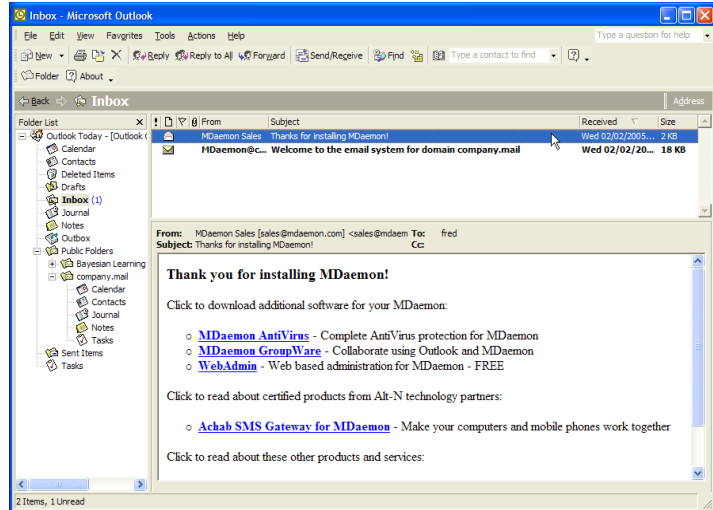 Inbox - Microsoft Outlook
File Edit View Favorites Tools Actions Help Type a question for help
New Reply Reply to All Forward Send/Receive Find Type a contact to find
Folder About
Back Inbox Address
Folder List X ! From Subject Received Size
Outlook Today - [Outlook (
Calendar
Contacts
Deleted Items
Drafts
Inbox (1)
Journal
Notes
Outbox
Public Folders
Bayesian Learning
company.mail
Calendar
Contacts
Journal
Notes
Tasks
Sent Items
Tasks
MDaemon Sales Thanks for installing MDaemon! Wed 02/02/2005... 2 KB
MDaemon@c... Welcome to the email system for domain company.mail Wed 02/02/20... 18 KB
From: MDaemon Sales [sales@mdaemon.com] <sales@mdaem To: fred
Subject: Thanks for installing MDaemon! Cc:
Thank you for installing MDaemon!
Click to download additional software for your MDaemon:
o MDaemon AntiVirus - Complete AntiVirus protection for MDaemon
o MDaemon GroupWare - Collaborate using Outlook and MDaemon
o WebAdmin - Web based administration for MDaemon - FREE
Click to read about certified products from Alt-N technology partners:
o Achab SMS Gateway for MDaemon - Make your computers and mobile phones work together
Click to read about these other products and services:
2 Items, 1 Unread